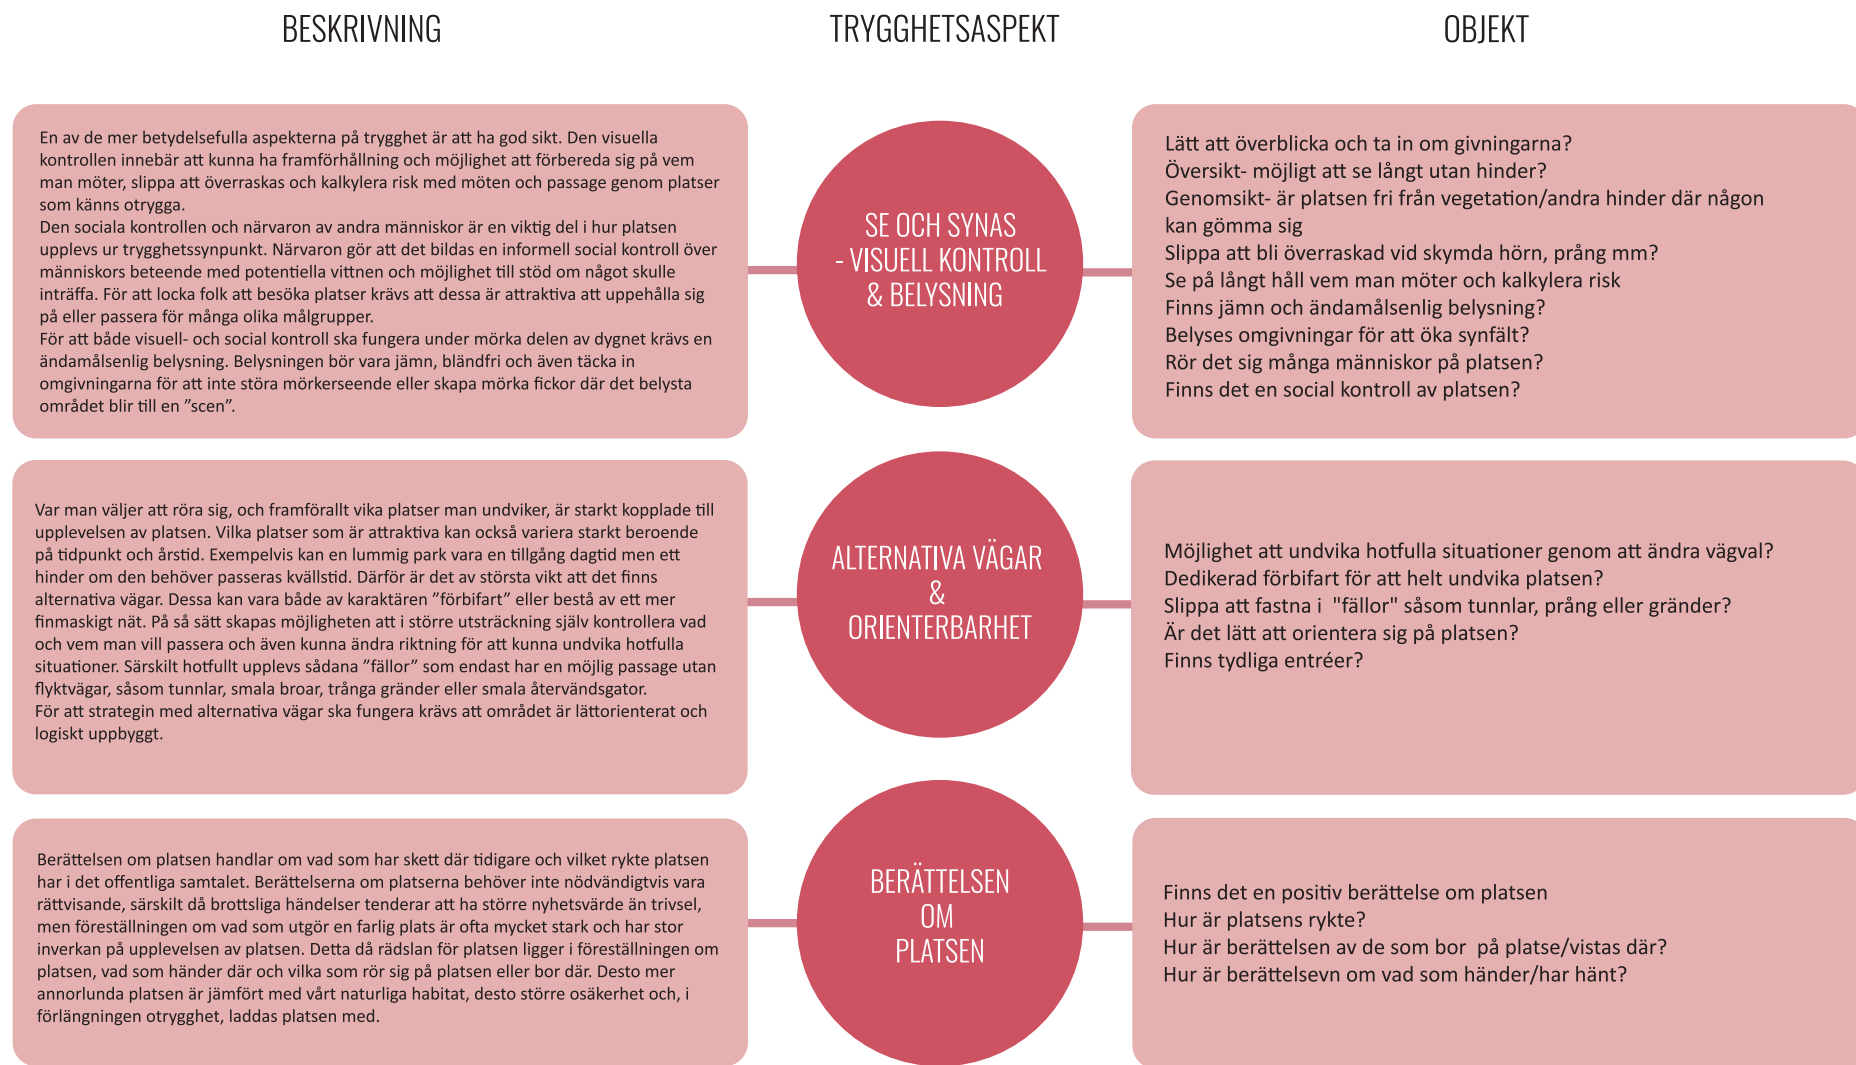 BESKRIVNING
TRYGGHETSASPEKT
OBJEKT
En av de mer betydelsefulla aspekterna på trygghet är att ha god sikt. Den visuella
kontrollen innebär att kunna ha framförhållning och möjlighet att förbereda sig på vem
man möter, slippa att överraskas och kalkylera risk med möten och passage genom platser
som känns otrygga.
Den sociala kontrollen och närvaron av andra människor är en viktig del i hur platsen
upplevs ur trygghetssynpunkt. Närvaron gör att det bildas en informell social kontroll över
människors beteende med potentiella vittnen och möjlighet till stöd om något skulle
inträffa. För att locka folk att besöka platser krävs att dessa är attraktiva att uppehålla sig
på eller passera för många olika målgrupper.
För att både visuell- och social kontroll ska fungera under mörka delen av dygnet krävs en
ändamålsenlig belysning. Belysningen bör vara jämn, bländfri och även täcka in
omgivningarna för att inte störa mörkerseende eller skapa mörka fickor där det belysta
området blir till en ”scen”.
SE OCH SYNAS
- VISUELL KONTROLL
& BELYSNING
Lätt att överblicka och ta in om givningarna?
Översikt- möjligt att se långt utan hinder?
Genomsikt- är platsen fri från vegetation/andra hinder där någon
kan gömma sig
Slippa att bli överraskad vid skymda hörn, prång mm?
Se på långt håll vem man möter och kalkylera risk
Finns jämn och ändamålsenlig belysning?
Belyses omgivningar för att öka synfält?
Rör det sig många människor på platsen?
Finns det en social kontroll av platsen?
Var man väljer att röra sig, och framförallt vika platser man undviker, är starkt kopplade till
upplevelsen av platsen. Vilka platser som är attraktiva kan också variera starkt beroende
på tidpunkt och årstid. Exempelvis kan en lummig park vara en tillgång dagtid men ett
hinder om den behöver passeras kvällstid. Därför är det av största vikt att det finns
alternativa vägar. Dessa kan vara både av karaktären ”förbifart” eller bestå av ett mer
finmaskigt nät. På så sätt skapas möjligheten att i större utsträckning själv kontrollera vad
och vem man vill passera och även kunna ändra riktning för att kunna undvika hotfulla
situationer. Särskilt hotfullt upplevs sådana ”fällor” som endast har en möjlig passage utan
flyktvägar, såsom tunnlar, smala broar, trånga gränder eller smala återvändsgator.
För att strategin med alternativa vägar ska fungera krävs att området är lättorienterat och
logiskt uppbyggt.
ALTERNATIVA VÄGAR
&
ORIENTERBARHET
Möjlighet att undvika hotfulla situationer genom att ändra vägval?
Dedikerad förbifart för att helt undvika platsen?
Slippa att fastna i  "fällor" såsom tunnlar, prång eller gränder?
Är det lätt att orientera sig på platsen?
Finns tydliga entréer?
Berättelsen om platsen handlar om vad som har skett där tidigare och vilket rykte platsen
har i det offentliga samtalet. Berättelserna om platserna behöver inte nödvändigtvis vara
rättvisande, särskilt då brottsliga händelser tenderar att ha större nyhetsvärde än trivsel,
men föreställningen om vad som utgör en farlig plats är ofta mycket stark och har stor
inverkan på upplevelsen av platsen. Detta då rädslan för platsen ligger i föreställningen om
platsen, vad som händer där och vilka som rör sig på platsen eller bor där. Desto mer
annorlunda platsen är jämfört med vårt naturliga habitat, desto större osäkerhet och, i
förlängningen otrygghet, laddas platsen med.
BERÄTTELSEN
OM
PLATSEN
Finns det en positiv berättelse om platsen
Hur är platsens rykte?
Hur är berättelsen av de som bor  på platse/vistas där?
Hur är berättelsevn om vad som händer/har hänt?